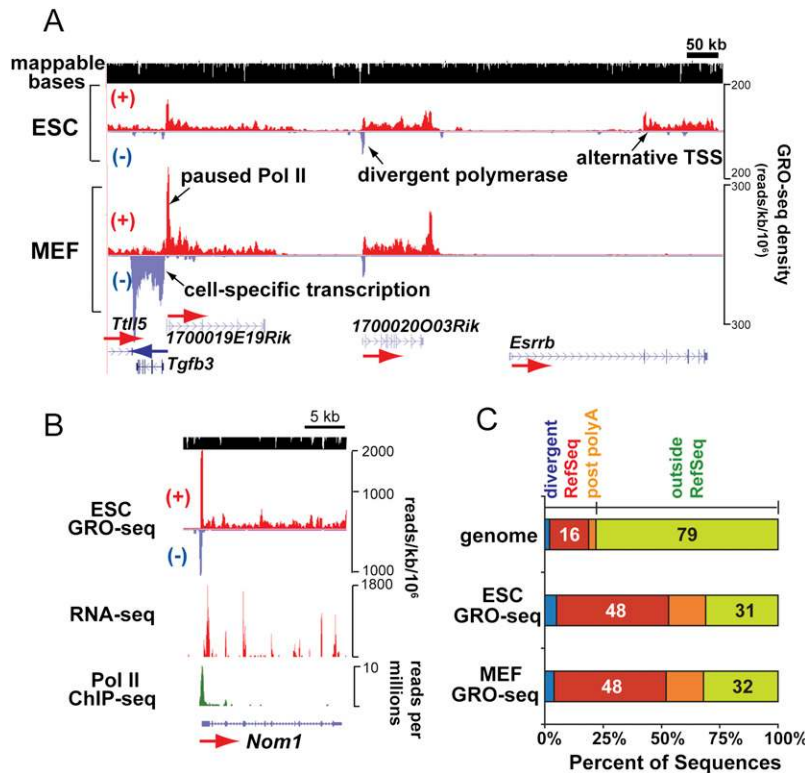 A
50 kb
mappable
bases
200
(+)
ESC
(-)
200
paused Pol II
divergent polymerase
alternative TSS
GRO-seq density
(reads/kb/10⁶)
300
(+)
MEF
(-)
cell-specific transcription
300
Ttll5
1700019E19Rik
1700020O03Rik
Esrrb
Tgfb3
B
5 kb
2000
(+)
1000
ESC
GRO-seq
(-)
1000
reads/kb/10⁶
1800
RNA-seq
Pol II
ChIP-seq
10
reads per
millions
Nom1
C
divergent
RefSeq
post polyA
outside
RefSeq
genome
16
79
ESC
GRO-seq
48
31
MEF
GRO-seq
48
32
0%
25%
50%
75%
100%
Percent of Sequences